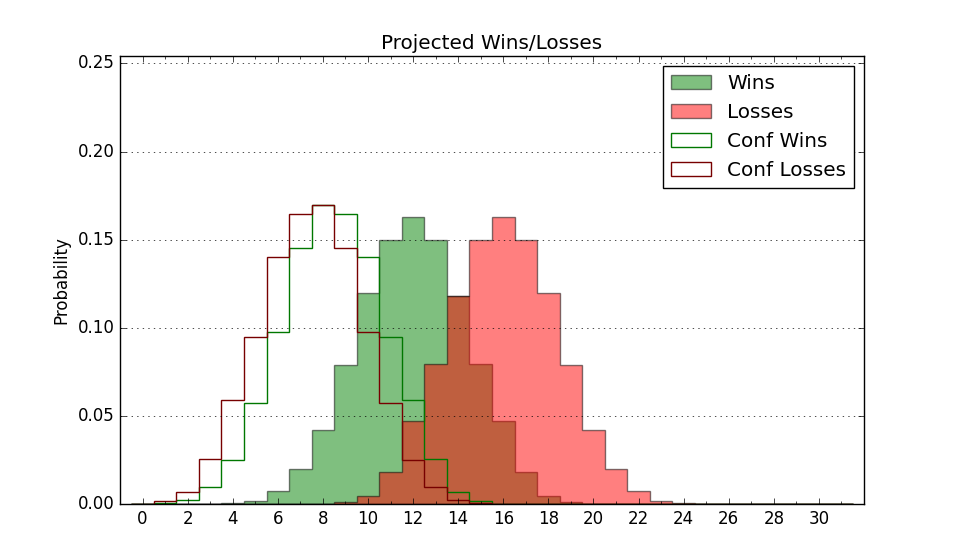 Projected Wins/Losses
0.25
0.20
0.15
0.10
0.05
0.00
Probability
Wins
Losses
Conf Wins
Conf Losses
0 2 4 6 8 10 12 14 16 18 20 22 24 26 28 30